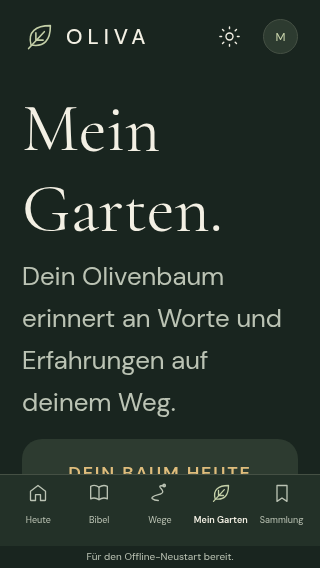 OLIVA
M
Mein
Garten.
Dein Olivenbaum
erinnert an Worte und
Erfahrungen auf
deinem Weg.
DEIN BAUM HEUTE
Heute
Bibel
Wege
Mein Garten
Sammlung
Für den Offline-Neustart bereit.